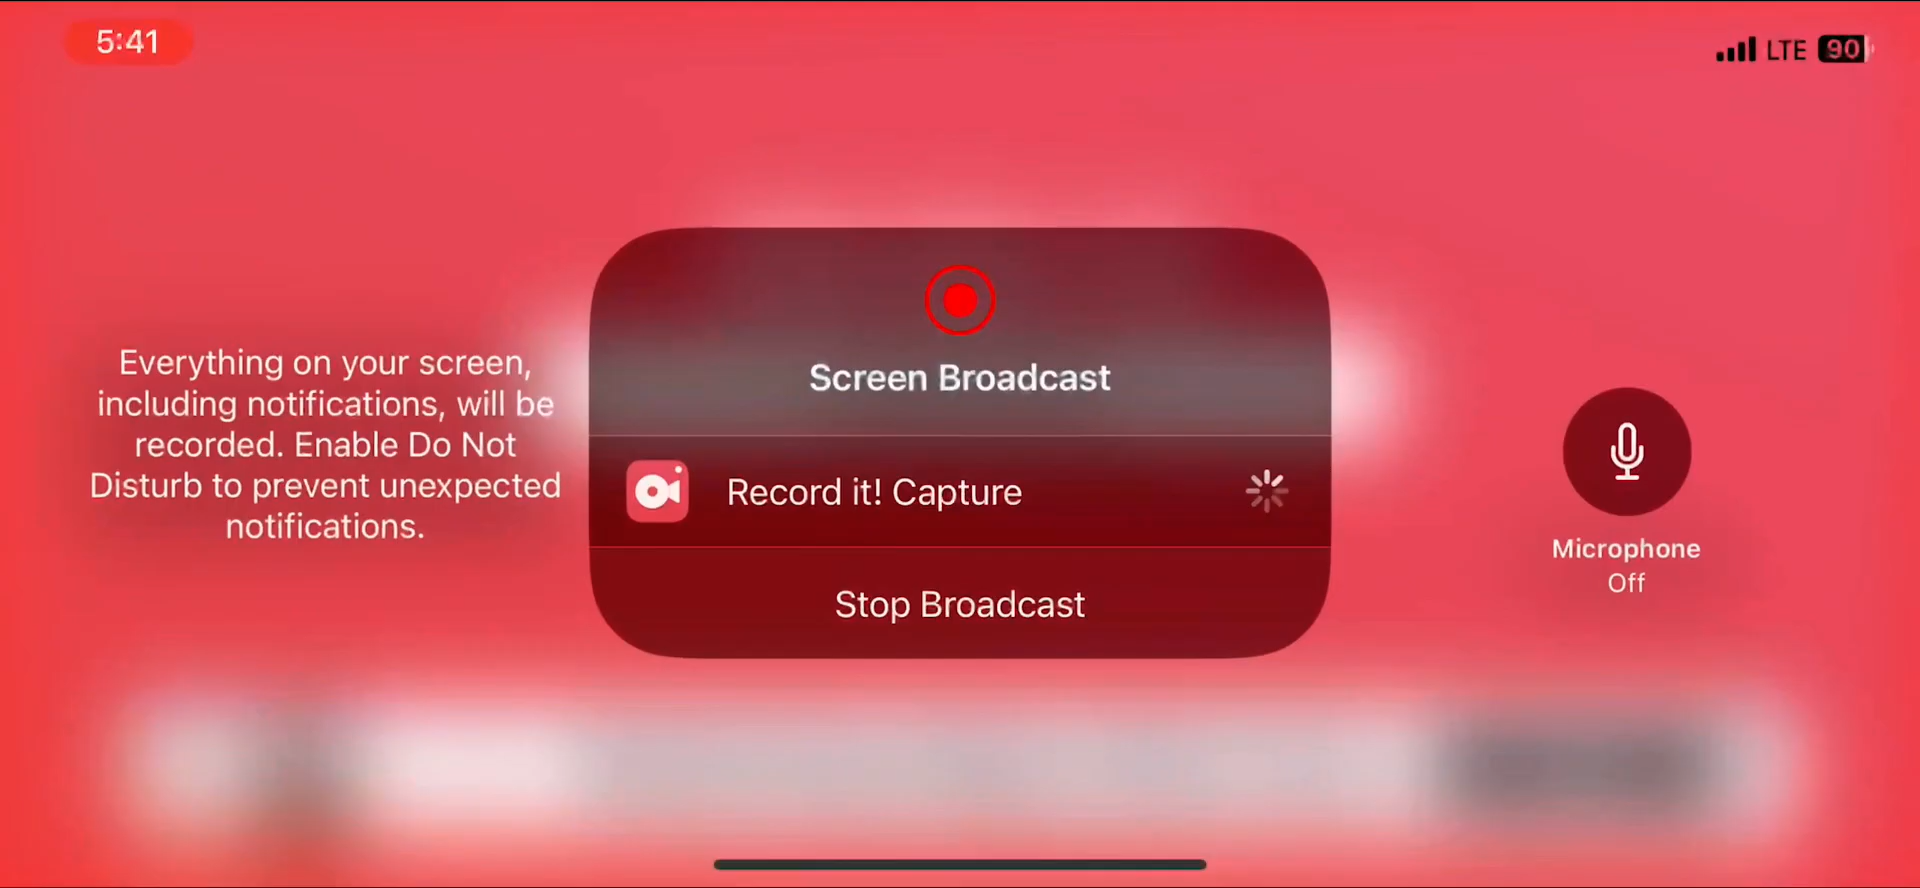 5:41
LTE 90
Everything on your screen,
including notifications, will be
recorded. Enable Do Not
Disturb to prevent unexpected
notifications.
Screen Broadcast
Record it! Capture
Stop Broadcast
Microphone
Off